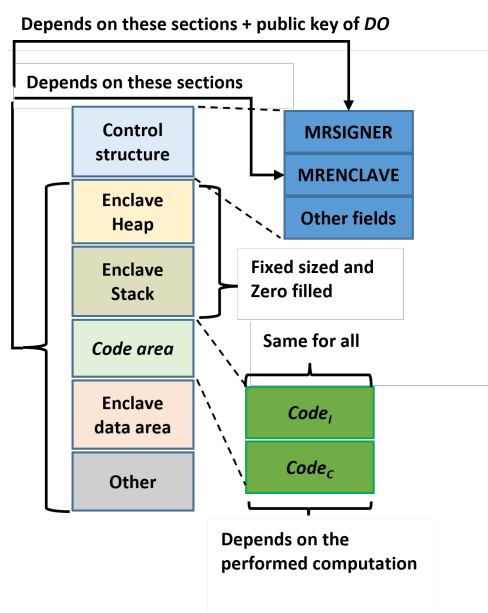 Depends on these sections + public key of DO
Depends on these sections
Control
structure
MRSIGNER
MRENCLAVE
Other fields
Enclave
Heap
Enclave
Stack
Fixed sized and
Zero filled
Code area
Same for all
Enclave
data area
Code_I
Code_C
Other
Depends on the
performed computation